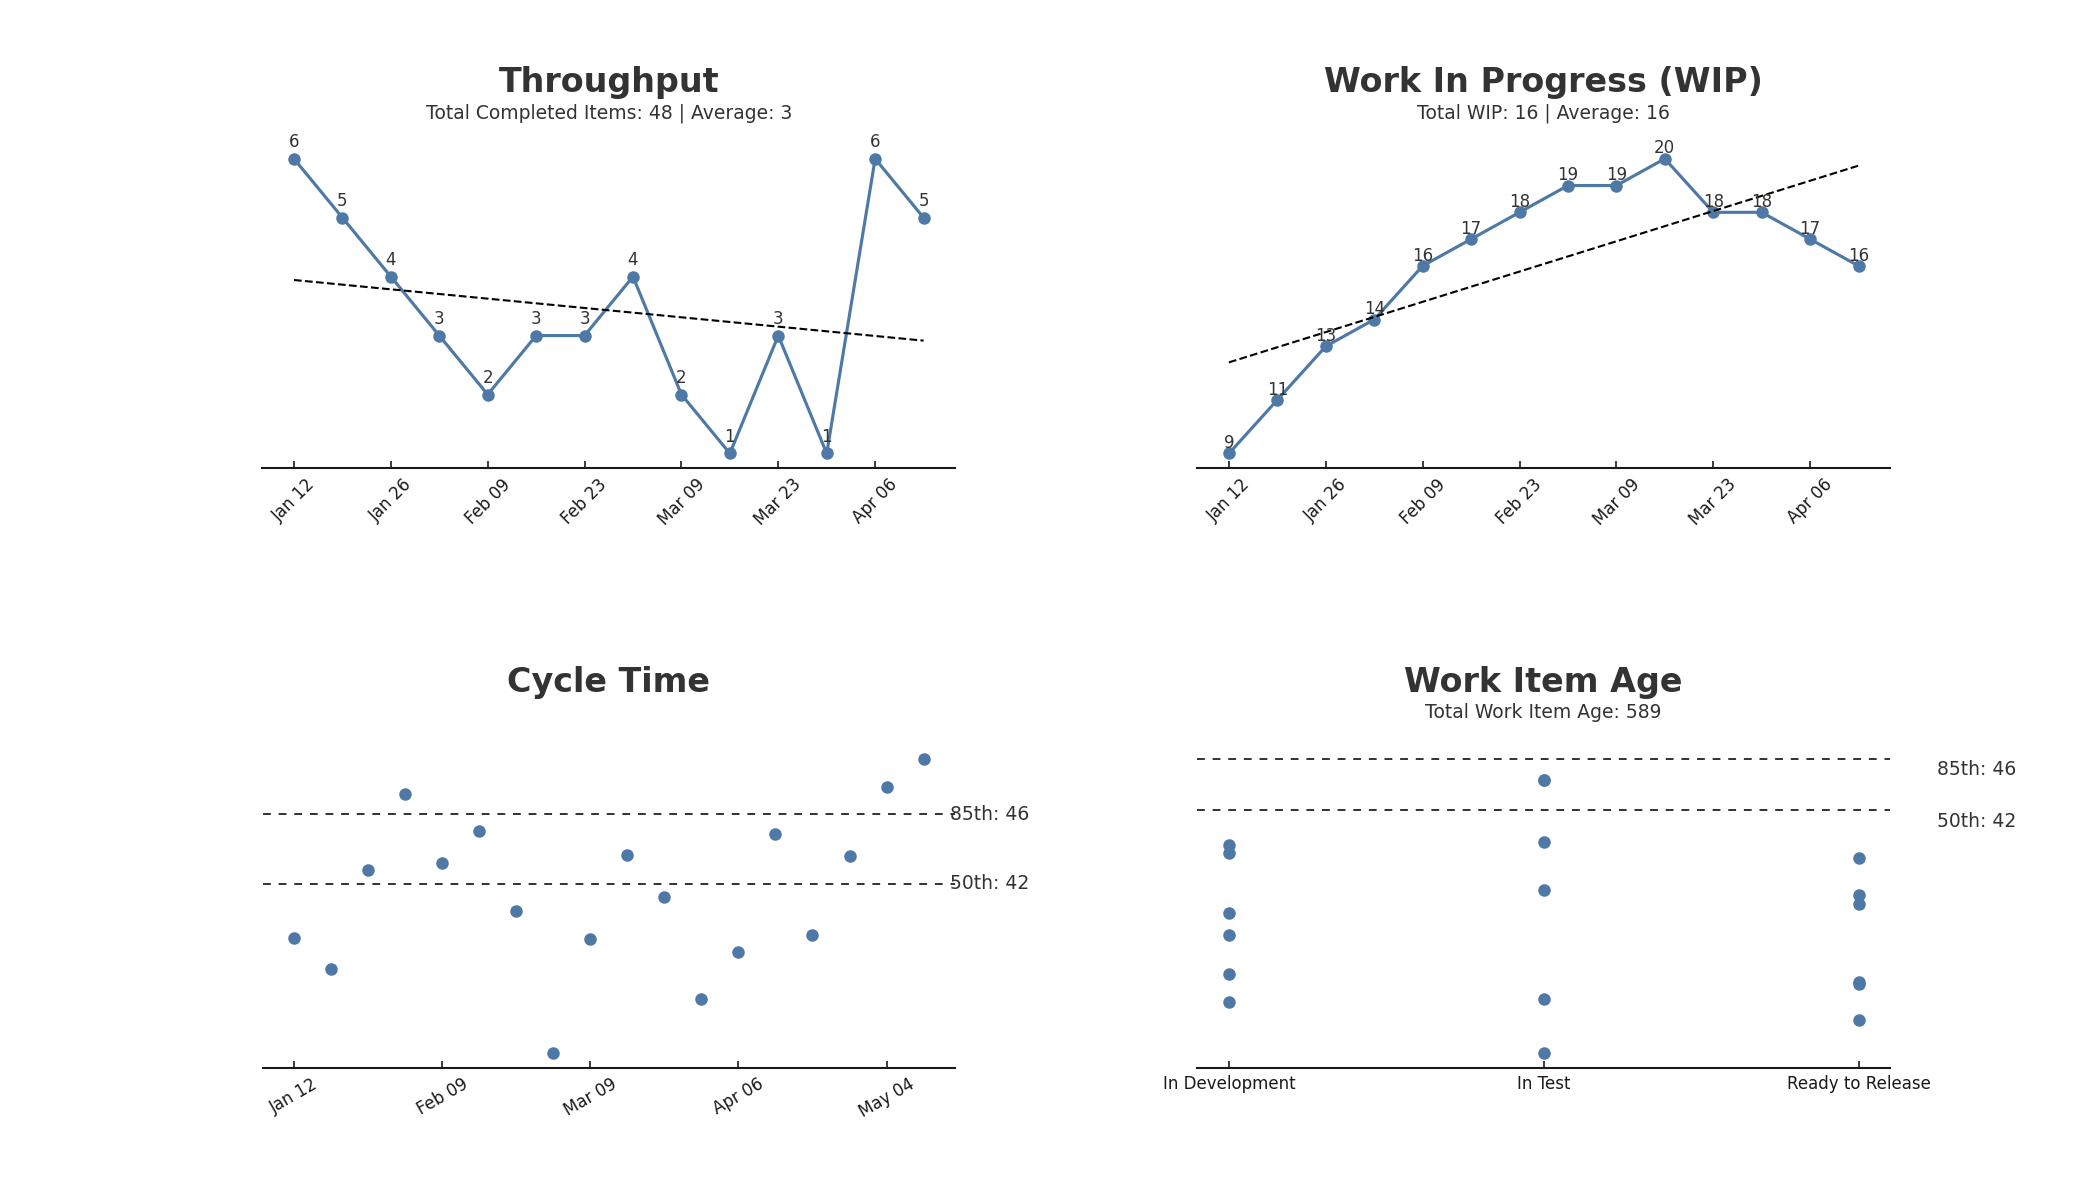 Throughput
Total Completed Items: 48 | Average: 3
6
5
4
3
2
3
3
4
2
1
3
1
6
5
Jan 12
Jan 26
Feb 09
Feb 23
Mar 09
Mar 23
Apr 06
Work In Progress (WIP)
Total WIP: 16 | Average: 16
9
11
13
14
16
17
18
19
19
20
18
18
17
16
Jan 12
Jan 26
Feb 09
Feb 23
Mar 09
Mar 23
Apr 06
Cycle Time
85th: 46
50th: 42
Jan 12
Feb 09
Mar 09
Apr 06
May 04
Work Item Age
Total Work Item Age: 589
85th: 46
50th: 42
In Development
In Test
Ready to Release